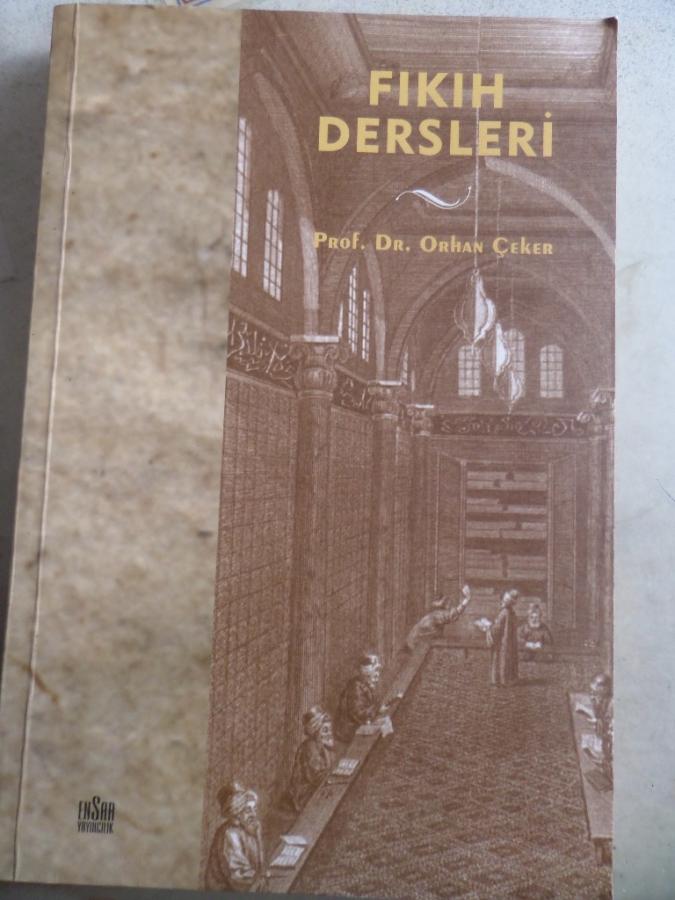 FIKIH
DERSLERİ
Prof. Dr. Orhan Çeker
ENSAR
YAYINCILIK